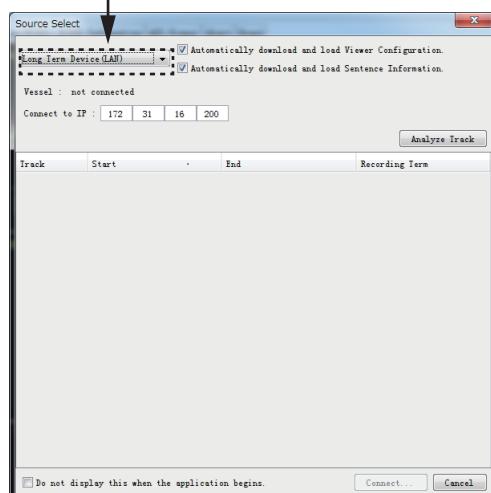 Source Select
Long Term Device(LAN)
Automatically download and load Viewer Configuration.
Automatically download and load Sentence Information.
Vessel : not connected
Connect to IP : 172 31 16 200
Analyze Track
Track Start End Recording Term
Do not display this when the application begins.
Connect... Cancel